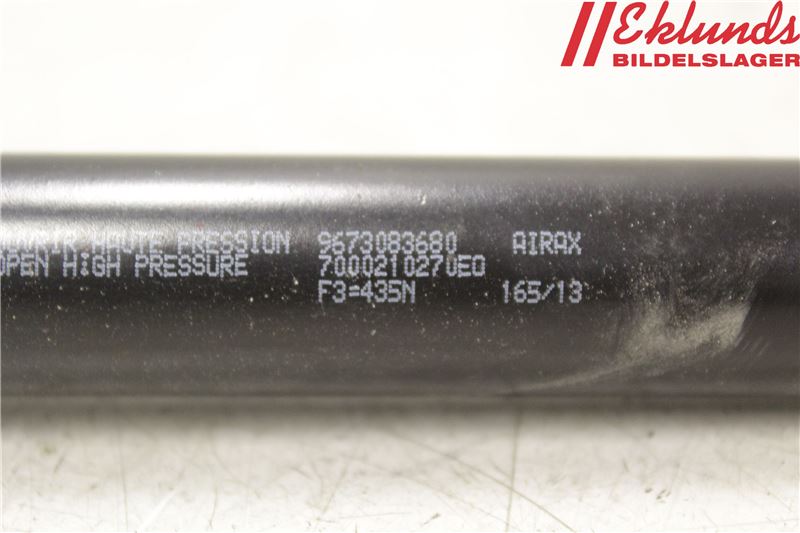 Eklunds
BILDELSLAGER
HAUTE PRESSION 9673083680 AIRAX
OPEN HIGH PRESSURE 7000210270E0
F3=435N 165/13